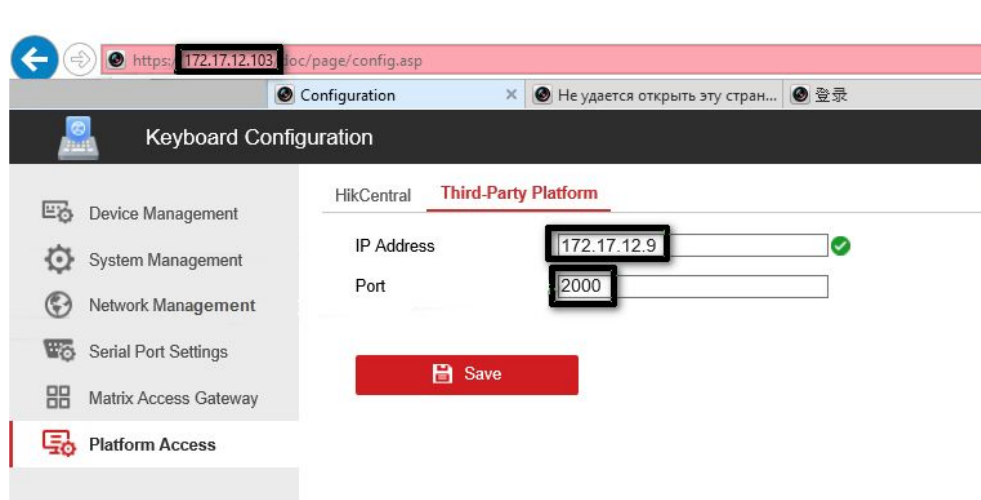 https: 172.17.12.103 doc/page/config.asp
Configuration
Не удается открыть эту стран...
登录
Keyboard Configuration
HikCentral Third-Party Platform
Device Management
IP Address 172.17.12.9
System Management
Port 2000
Network Management
Serial Port Settings
Save
Matrix Access Gateway
Platform Access